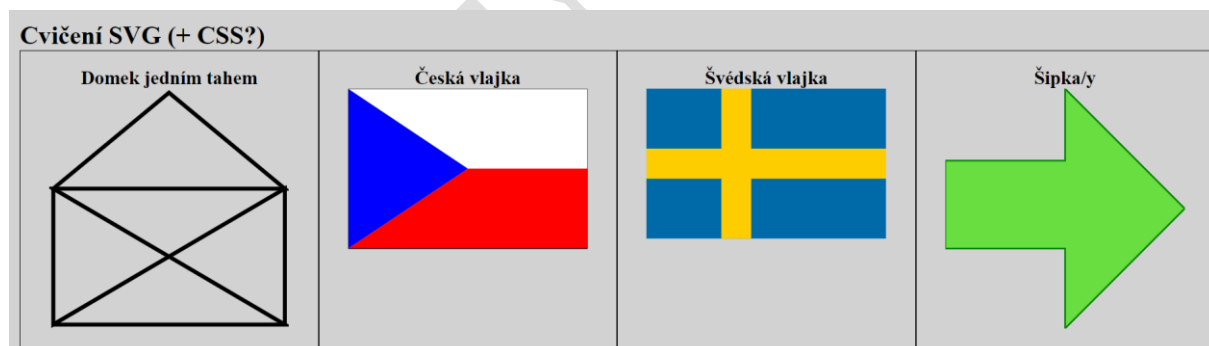 Cvičení SVG (+ CSS?)
Domek jedním tahem
Česká vlajka
Švédská vlajka
Šipka/y